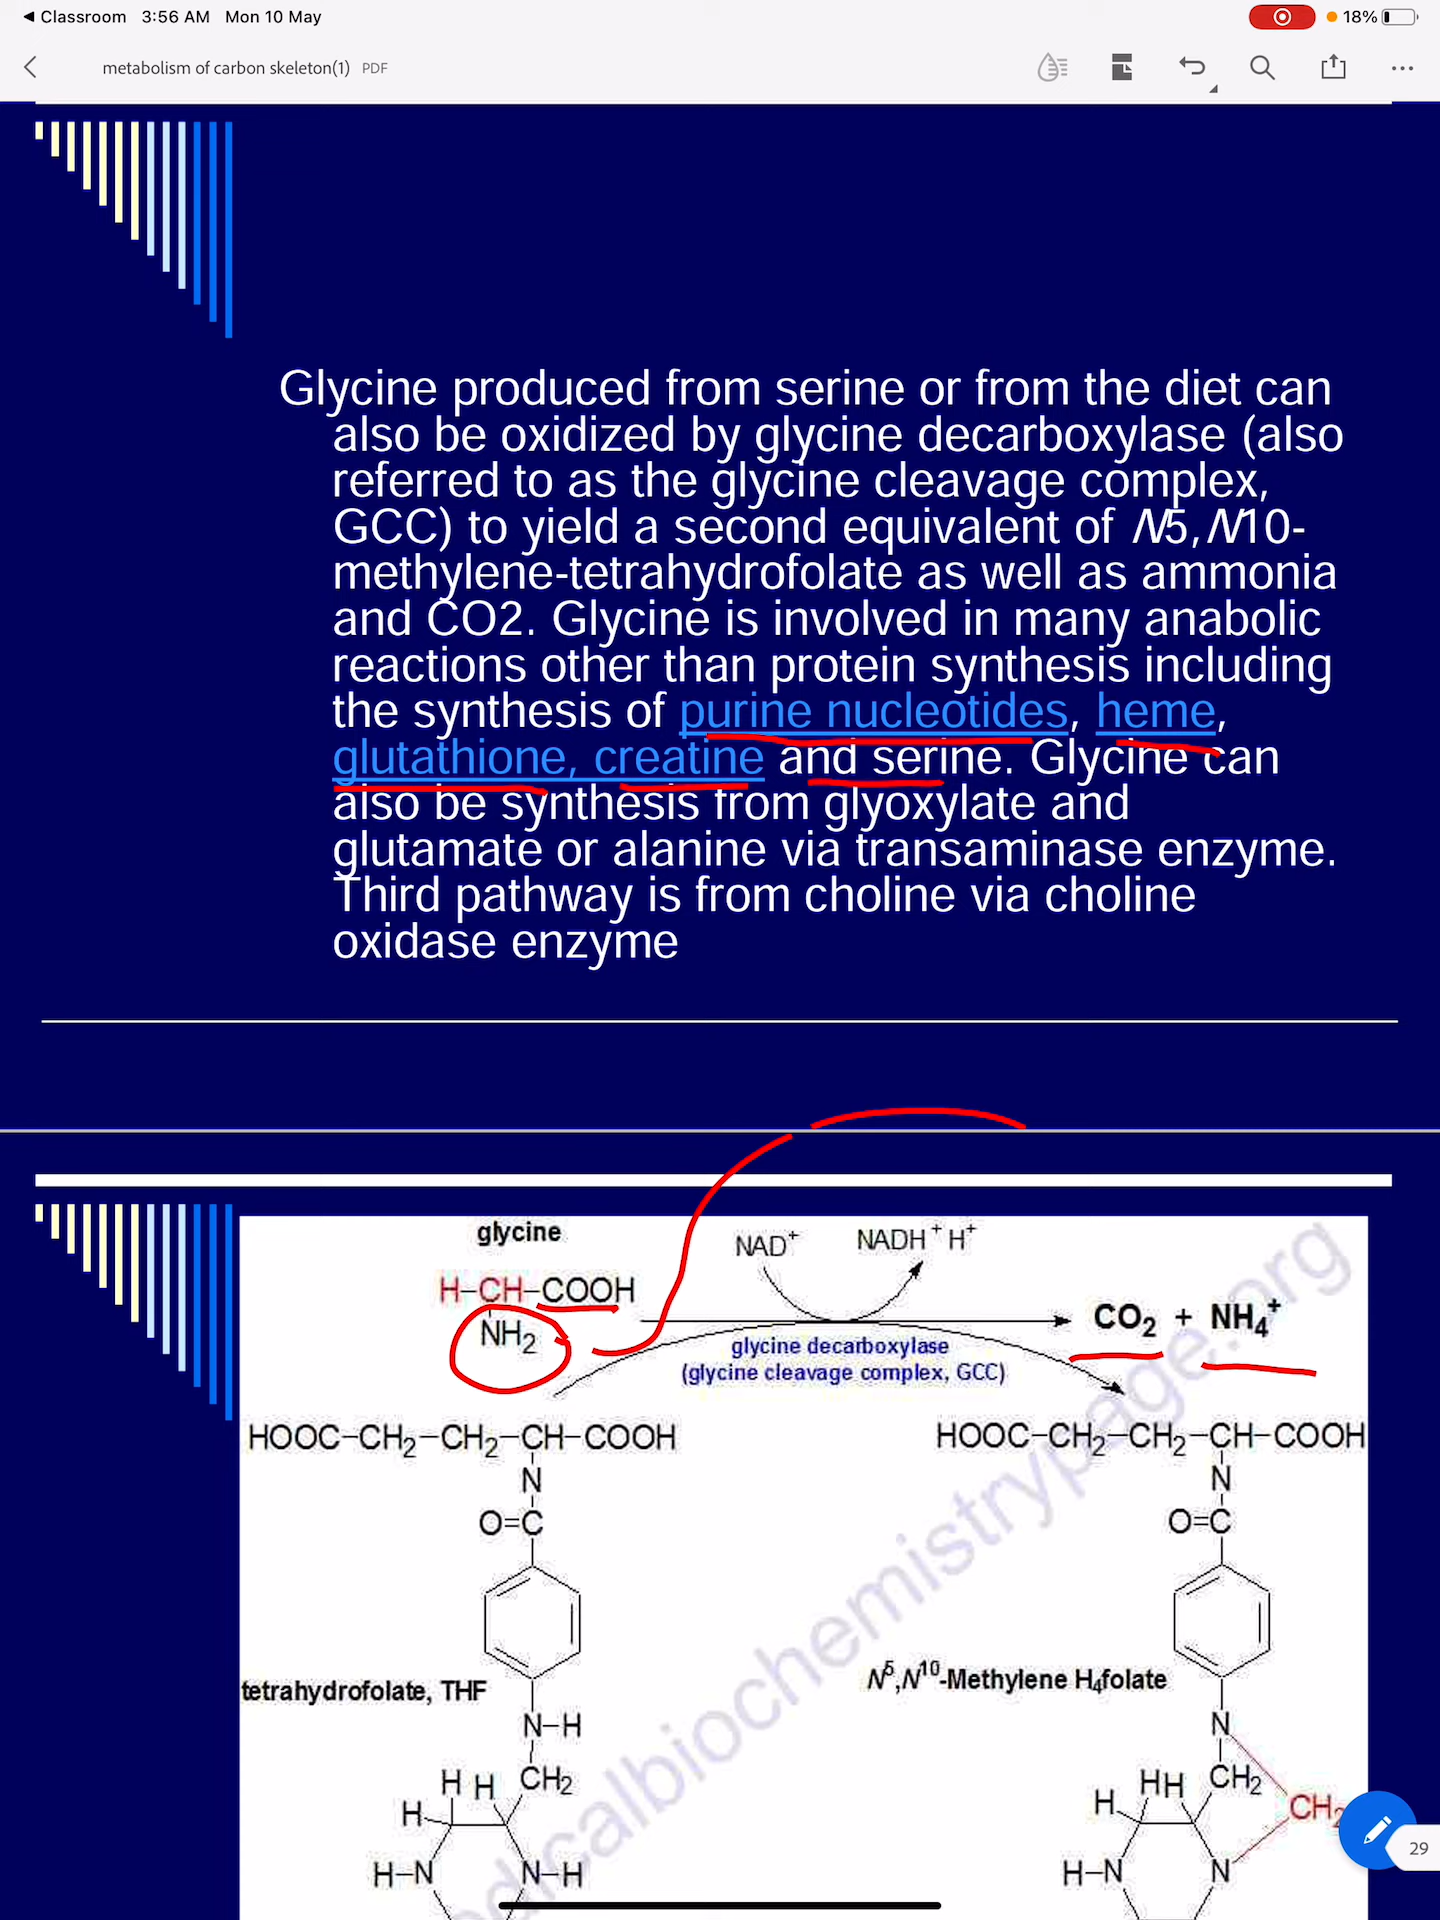 Classroom 3:56 AM Mon 10 May
18%
metabolism of carbon skeleton(1) PDF
Glycine produced from serine or from the diet can
also be oxidized by glycine decarboxylase (also
referred to as the glycine cleavage complex,
GCC) to yield a second equivalent of N5,N10-
methylene-tetrahydrofolate as well as ammonia
and CO2. Glycine is involved in many anabolic
reactions other than protein synthesis including
the synthesis of purine nucleotides, heme,
glutathione, creatine and serine. Glycine can
also be synthesis from glyoxylate and
glutamate or alanine via transaminase enzyme.
Third pathway is from choline via choline
oxidase enzyme
glycine
NAD⁺ NADH⁺H⁺
H-CH-COOH
NH₂
CO₂ + NH₄⁺
glycine decarboxylase
(glycine cleavage complex, GCC)
HOOC-CH₂-CH₂-CH-COOH HOOC-CH₂-CH₂-CH-COOH
N N
O=C O=C
tetrahydrofolate, THF N⁵,N¹⁰-Methylene H₄folate
N-H N
H H CH₂ HH CH₂
H H CH₂
H-N N-H H-N N
29
dicalbiochemistrypage.org